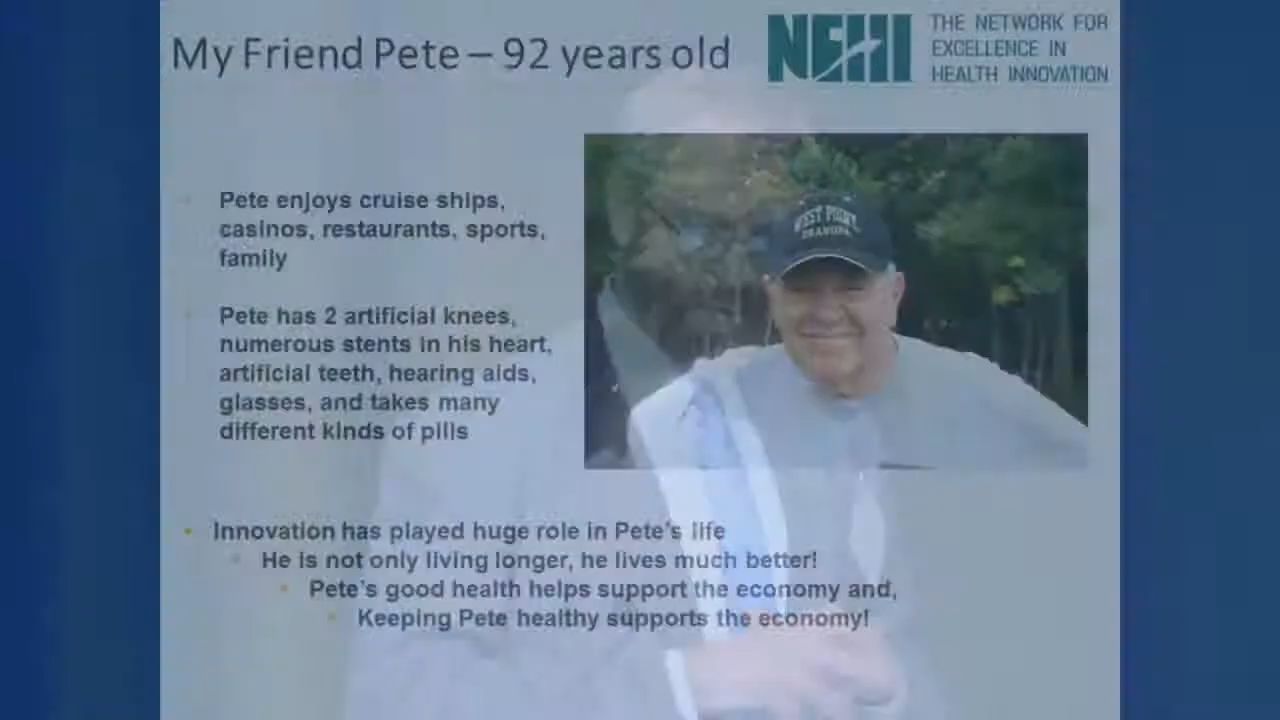 My Friend Pete – 92 years old
NEHI
THE NETWORK FOR
EXCELLENCE IN
HEALTH INNOVATION
Pete enjoys cruise ships,
casinos, restaurants, sports,
family
Pete has 2 artificial knees,
numerous stents in his heart,
artificial teeth, hearing aids,
glasses, and takes many
different kinds of pills
WEST POINT
GRANDPA
• Innovation has played huge role in Pete's life
• He is not only living longer, he lives much better!
• Pete's good health helps support the economy and,
• Keeping Pete healthy supports the economy!